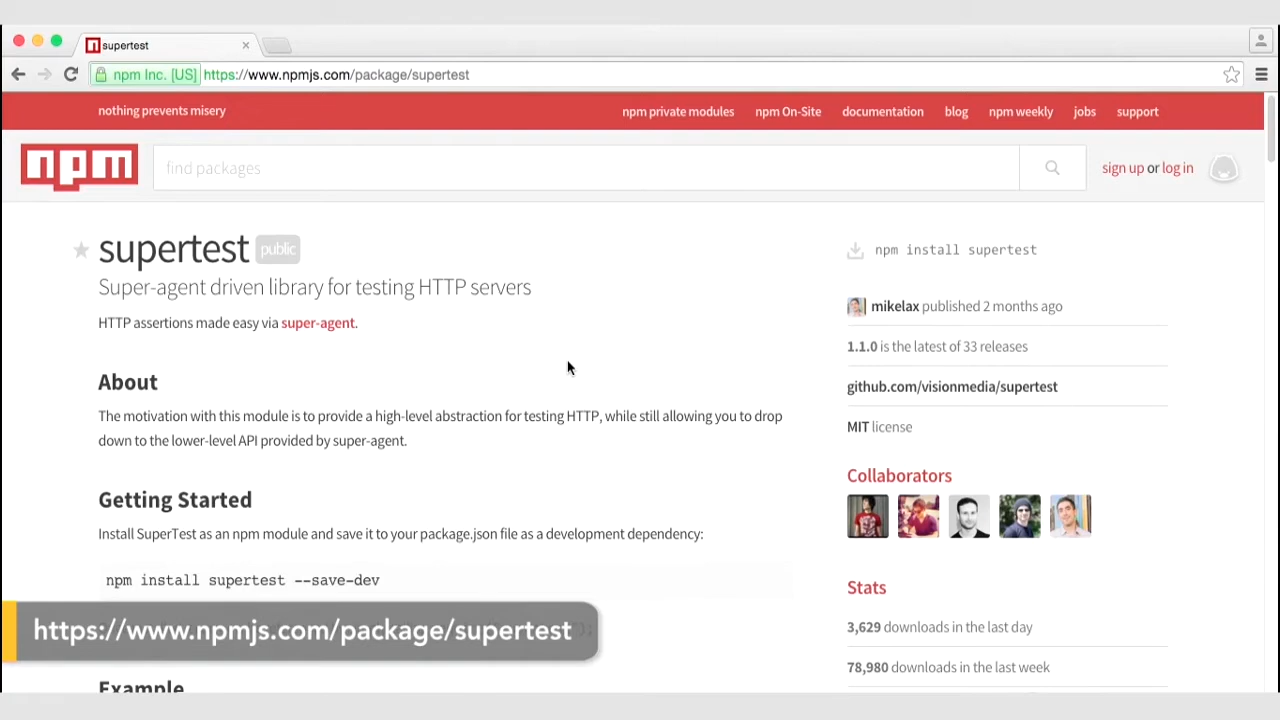 supertest
npm Inc. [US] https://www.npmjs.com/package/supertest
nothing prevents misery
npm private modules npm On-Site documentation blog npm weekly jobs support
npm
find packages
sign up or log in
supertest public
npm install supertest
Super-agent driven library for testing HTTP servers
mikelax published 2 months ago
HTTP assertions made easy via super-agent.
1.1.0 is the latest of 33 releases
About
github.com/visionmedia/supertest
The motivation with this module is to provide a high-level abstraction for testing HTTP, while still allowing you to drop
down to the lower-level API provided by super-agent.
MIT license
Collaborators
Getting Started
Install SuperTest as an npm module and save it to your package.json file as a development dependency:
npm install supertest --save-dev
Stats
https://www.npmjs.com/package/supertest
3,629 downloads in the last day
78,980 downloads in the last week
Example